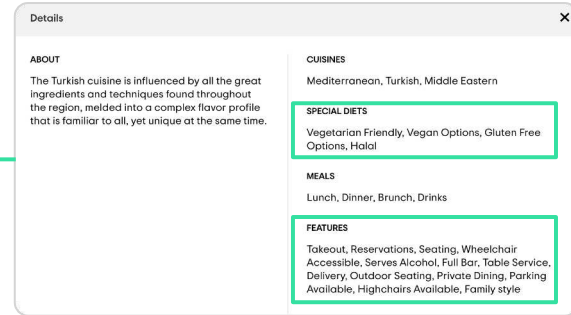 Details
ABOUT
The Turkish cuisine is influenced by all the great
ingredients and techniques found throughout
the region, melded into a complex flavor profile
that is familiar to all, yet unique at the same time.
CUISINES
Mediterranean, Turkish, Middle Eastern
SPECIAL DIETS
Vegetarian Friendly, Vegan Options, Gluten Free
Options, Halal
MEALS
Lunch, Dinner, Brunch, Drinks
FEATURES
Takeout, Reservations, Seating, Wheelchair
Accessible, Serves Alcohol, Full Bar, Table Service,
Delivery, Outdoor Seating, Private Dining, Parking
Available, Highchairs Available, Family style